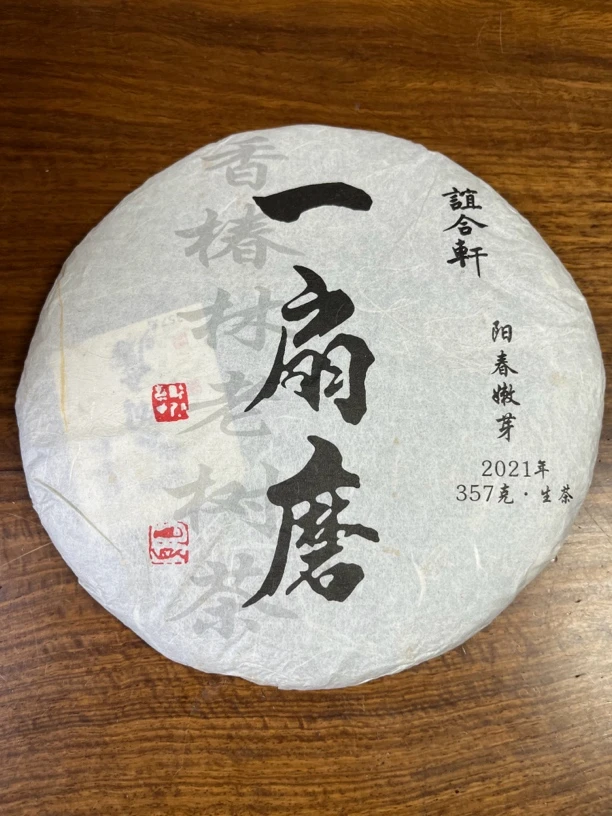 誼合軒
阳春嫩芽
2021年
357克·生茶
一扇磨
香椿林老树茶